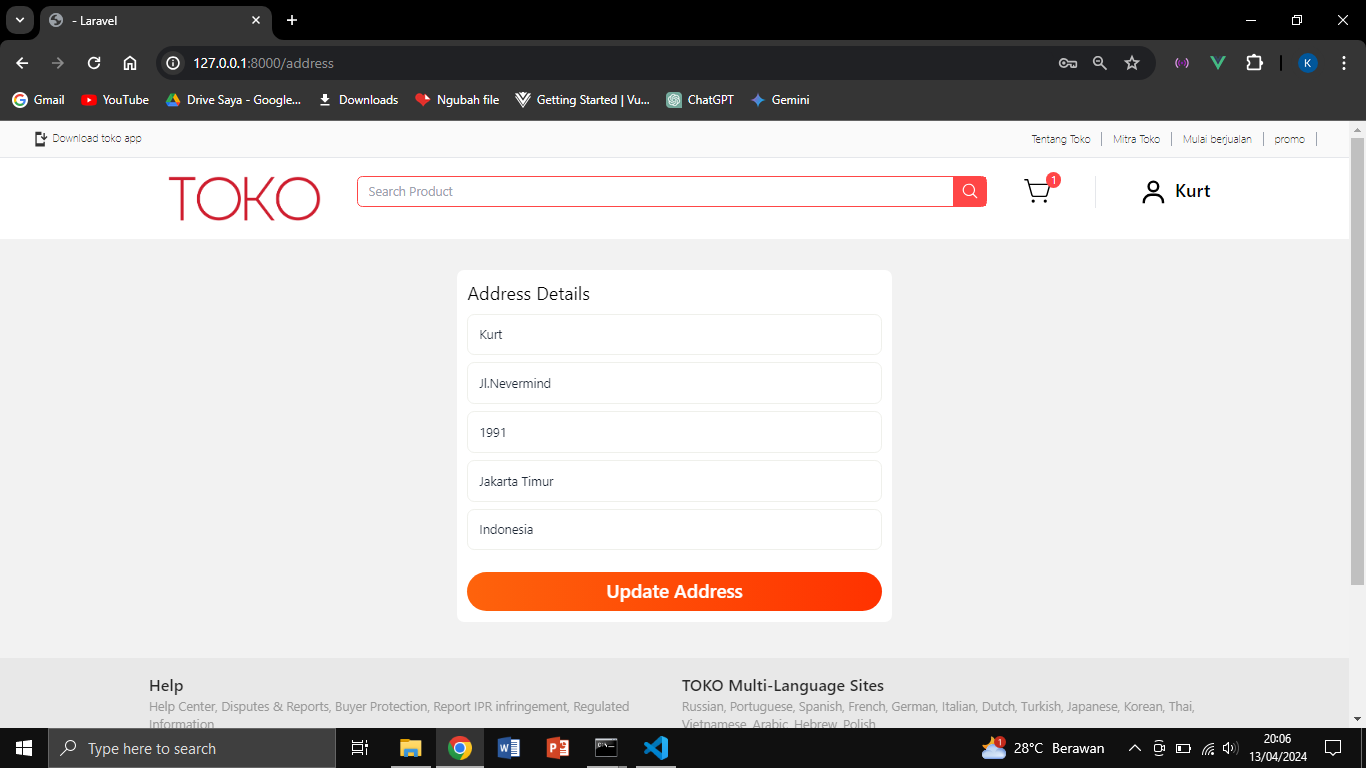 - Laravel
127.0.0.1:8000/address
K
Gmail YouTube Drive Saya - Google... Downloads Ngubah file Getting Started | Vu... ChatGPT Gemini
Download toko app Tentang Toko Mitra Toko Mulai berjualan promo
TOKO Search Product 1 Kurt
Address Details
Kurt
Jl.Nevermind
1991
Jakarta Timur
Indonesia
Update Address
Help
Help Center, Disputes & Reports, Buyer Protection, Report IPR infringement, Regulated
Information
TOKO Multi-Language Sites
Russian, Portuguese, Spanish, French, German, Italian, Dutch, Turkish, Japanese, Korean, Thai,
Vietnamese, Arabic, Hebrew, Polish
Type here to search
1 28°C Berawan
20:06
13/04/2024